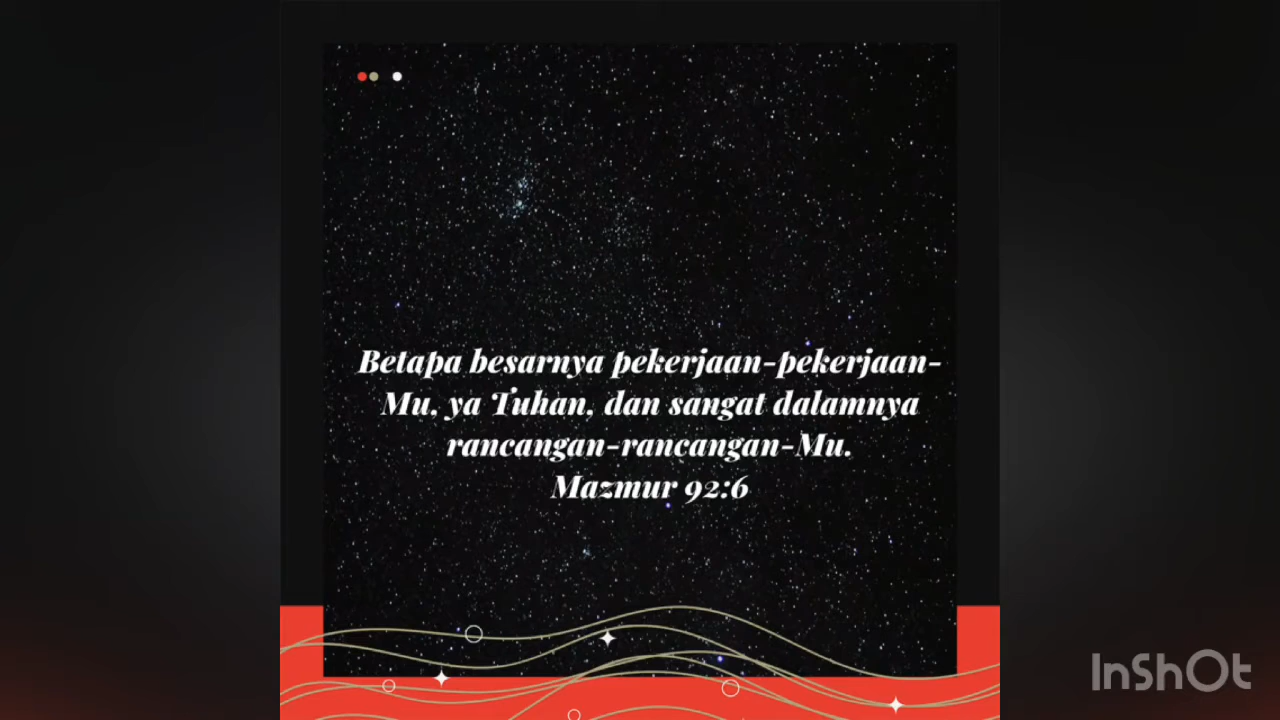 Betapa besarnya pekerjaan-pekerjaan-
Mu, ya Tuhan, dan sangat dalamnya
rancangan-rancangan-Mu.
Mazmur 92:6
InShOt